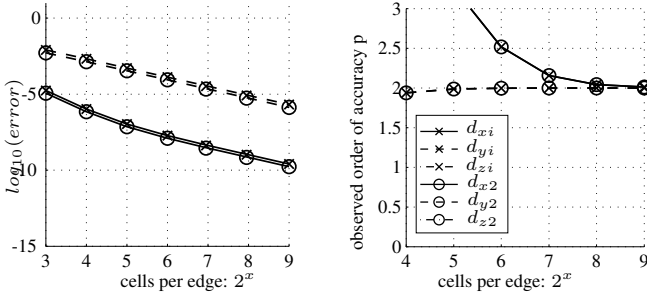 0
-5
-10
-15
3 4 5 6 7 8 9
cells per edge: 2^x
log10(error)
3
2.5
2
1.5
1
0.5
0
4 5 6 7 8 9
cells per edge: 2^x
observed order of accuracy p
d_xi
d_yi
d_zi
d_x2
d_y2
d_z2